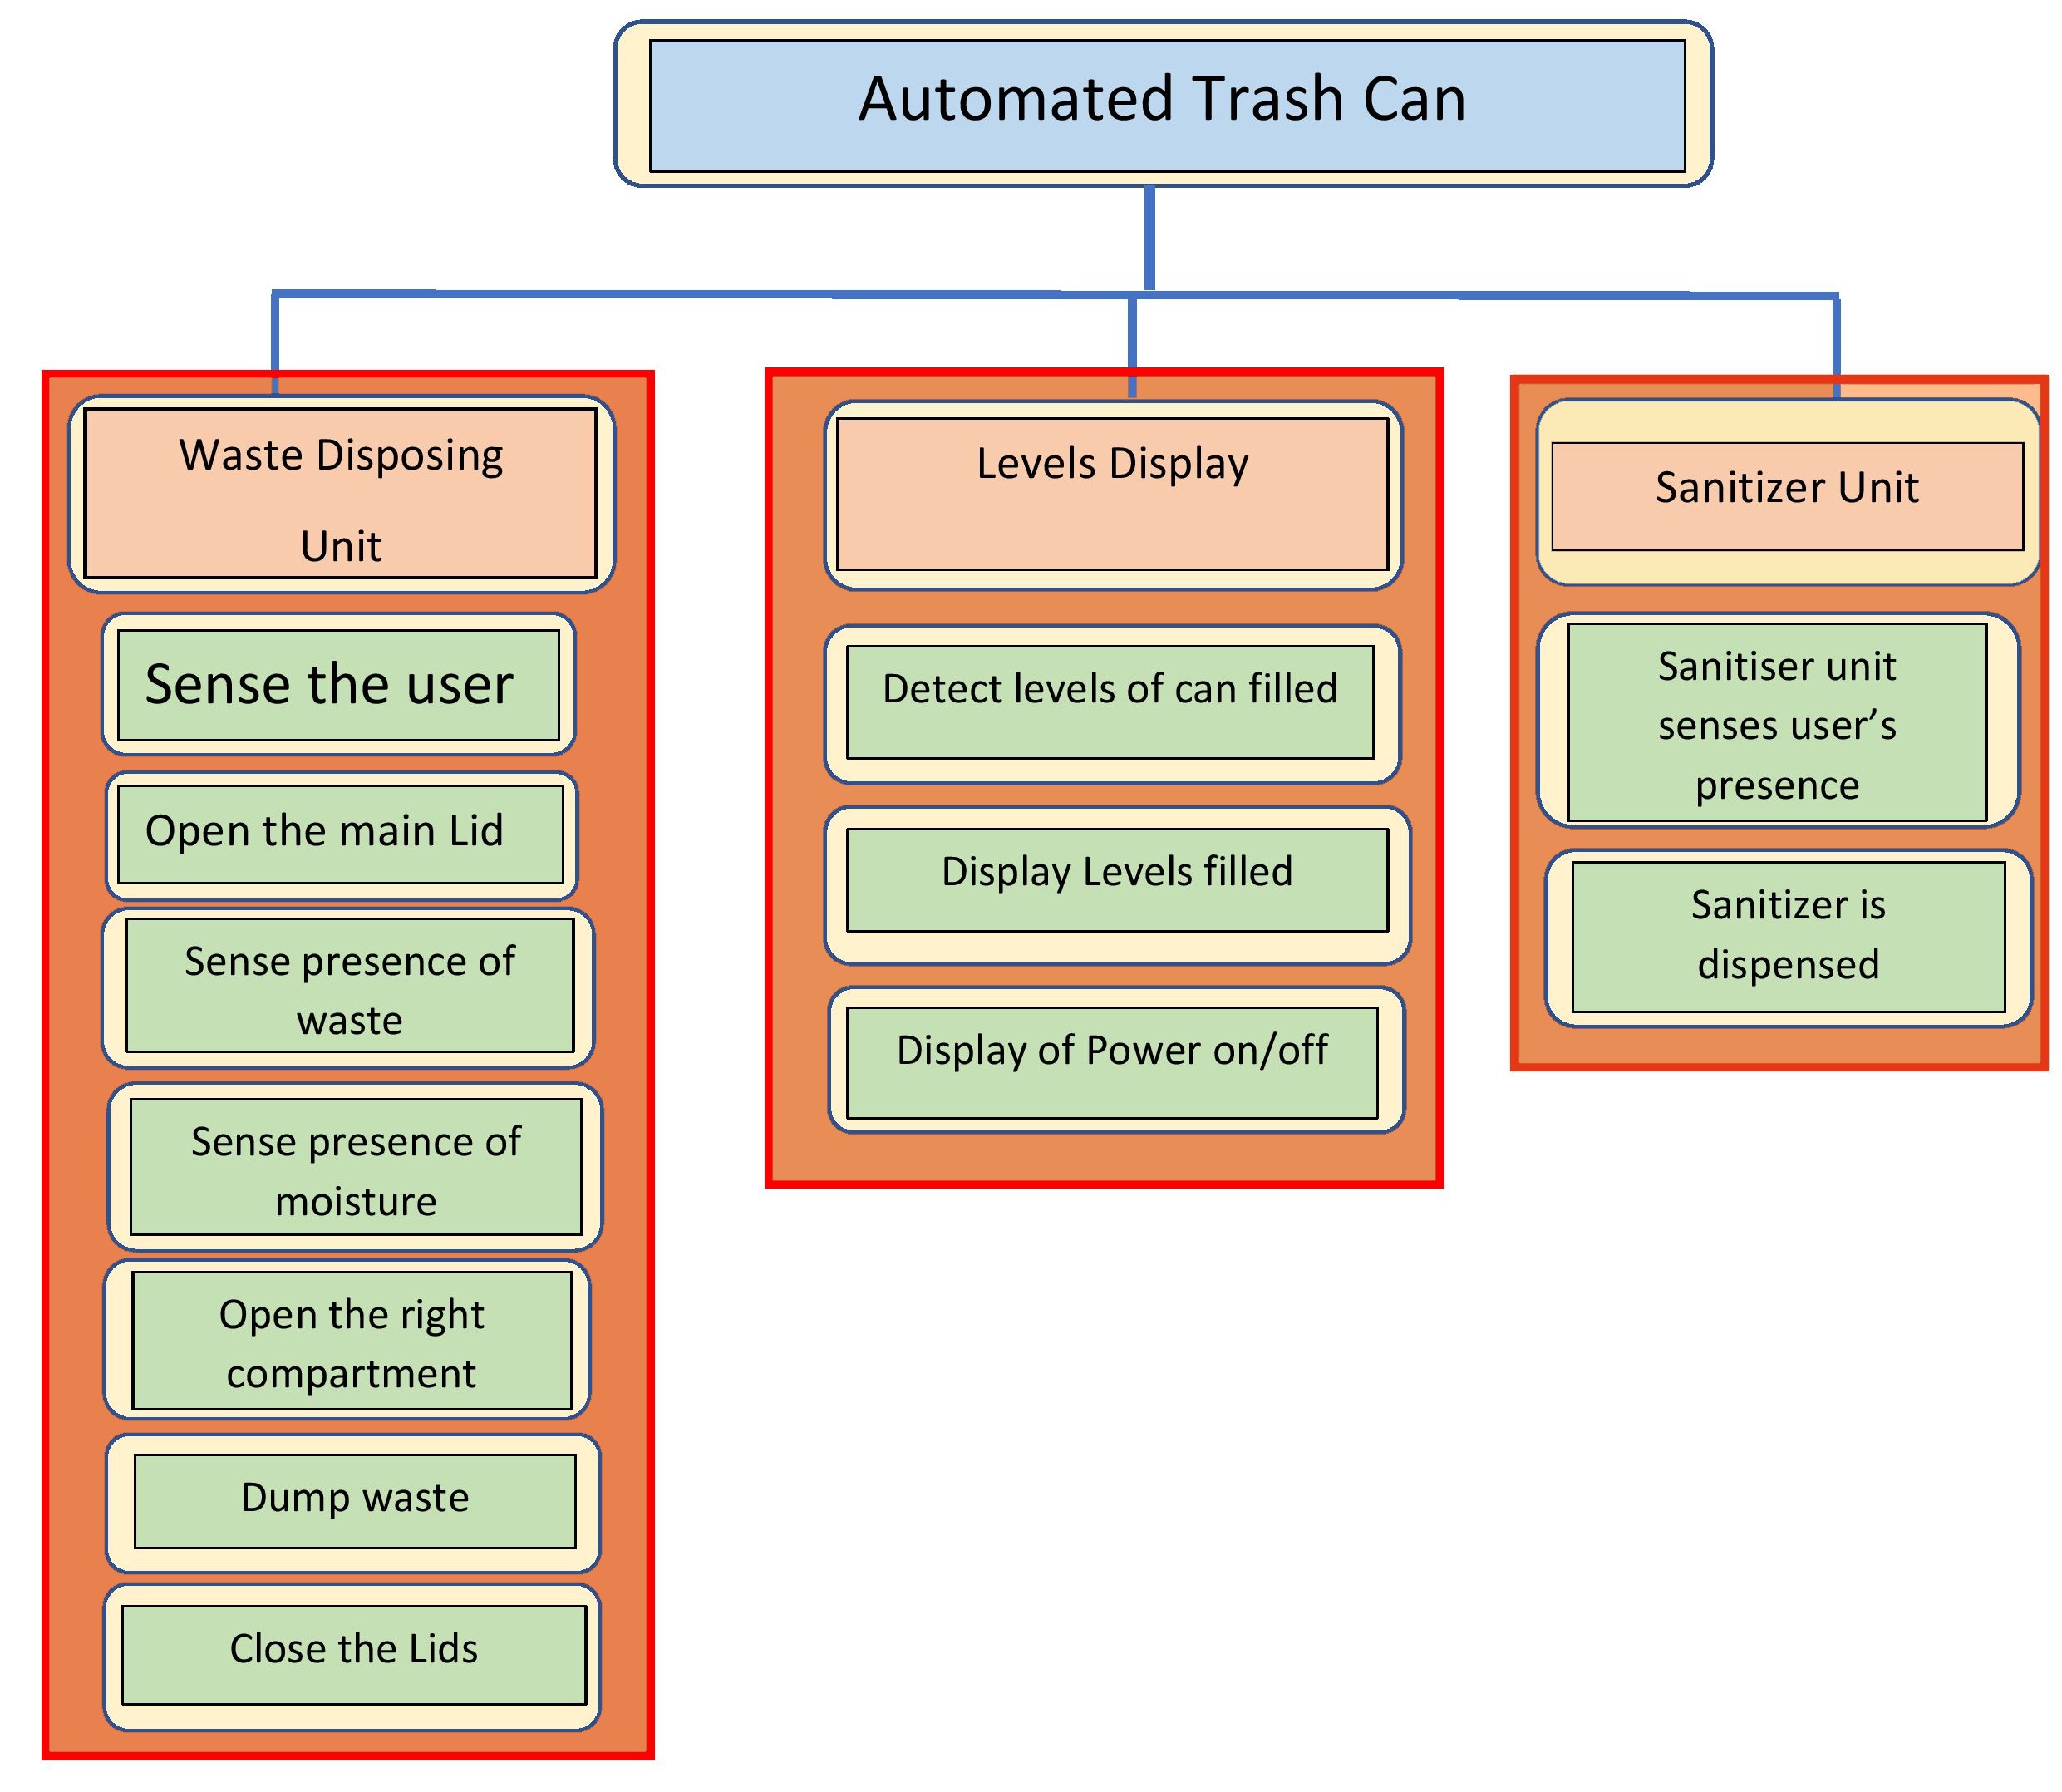 Automated Trash Can
Waste Disposing
Unit
Sense the user
Open the main Lid
Sense presence of
waste
Sense presence of
moisture
Open the right
compartment
Dump waste
Close the Lids
Levels Display
Detect levels of can filled
Display Levels filled
Display of Power on/off
Sanitizer Unit
Sanitiser unit
senses user’s
presence
Sanitizer is
dispensed